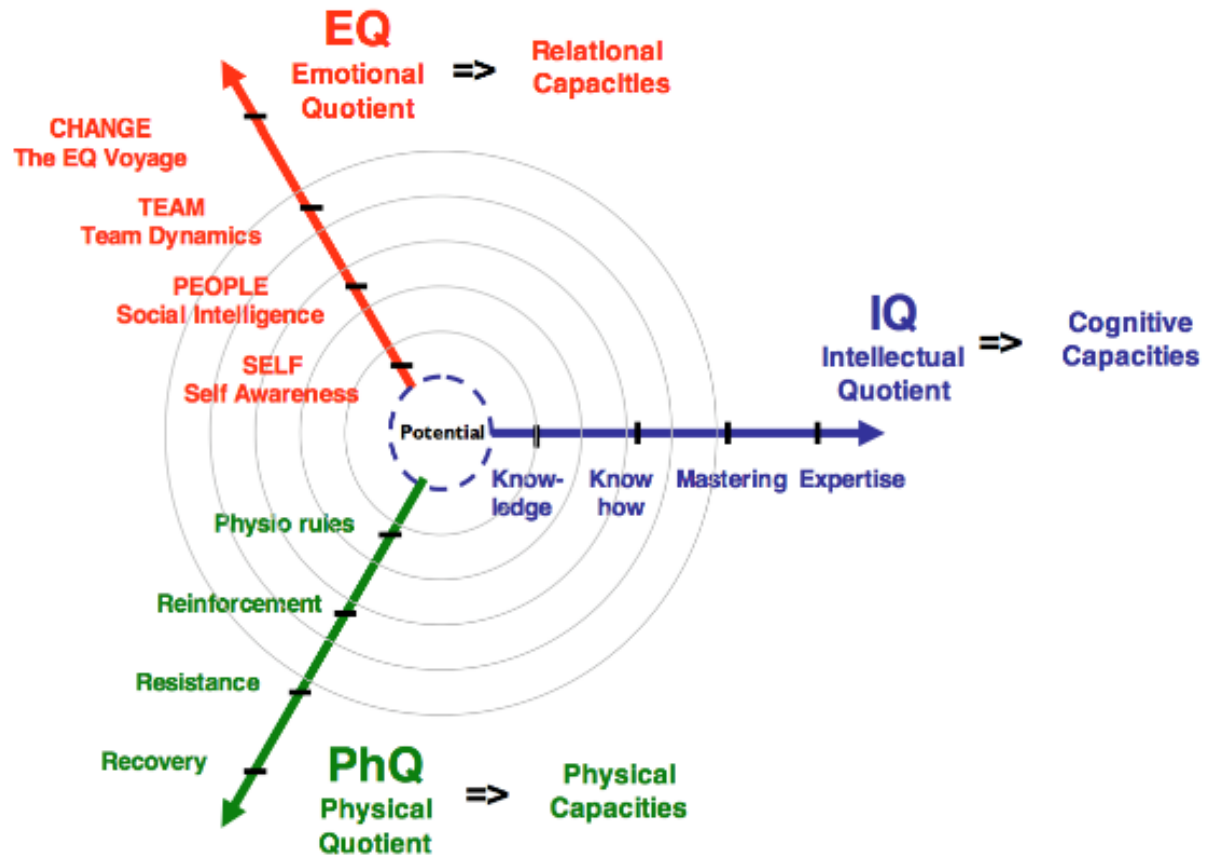 EQ
Emotional
Quotient
=>
Relational
Capacities
CHANGE
The EQ Voyage
TEAM
Team Dynamics
PEOPLE
Social Intelligence
SELF
Self Awareness
IQ
Intellectual
Quotient
=>
Cognitive
Capacities
Potential
Know-
ledge
Know
how
Mastering
Expertise
Physio rules
Reinforcement
Resistance
Recovery
PhQ
Physical
Quotient
=>
Physical
Capacities